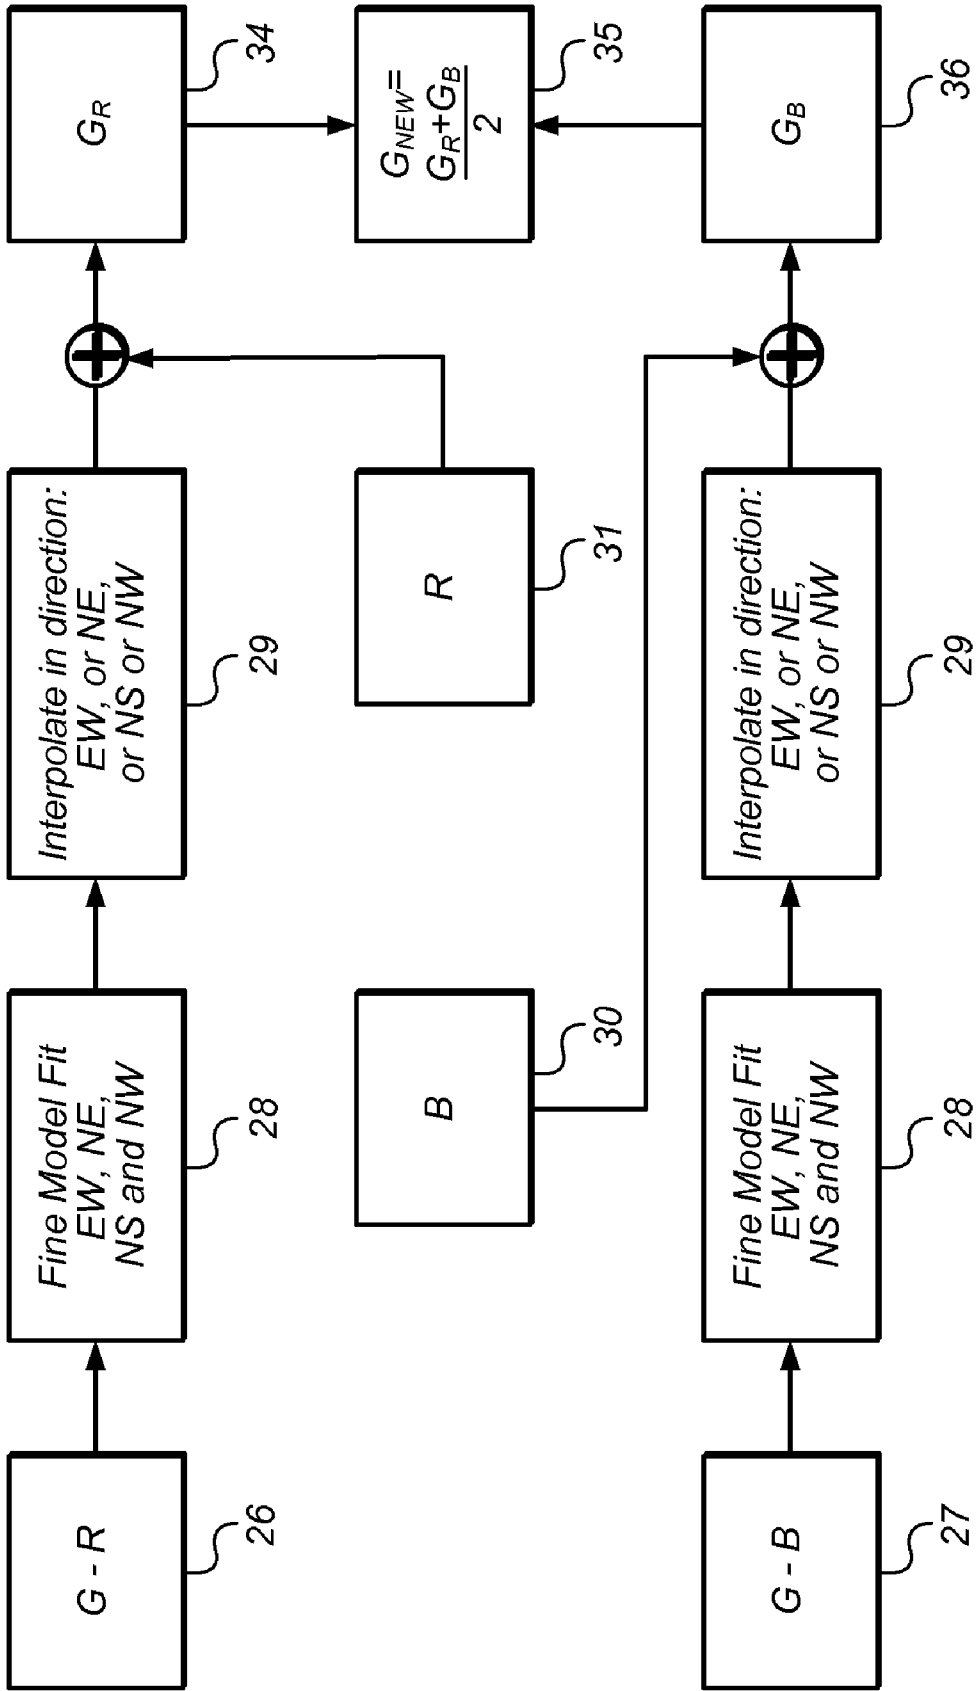 G - R
26
Fine Model Fit
EW, NE,
NS and NW
28
Interpolate in direction:
EW, or NE,
or NS or NW
29
G_R
34
B
30
R
31
G_NEW=
G_R+G_B
2
35
G - B
27
Fine Model Fit
EW, NE,
NS and NW
28
Interpolate in direction:
EW, or NE,
or NS or NW
29
G_B
36